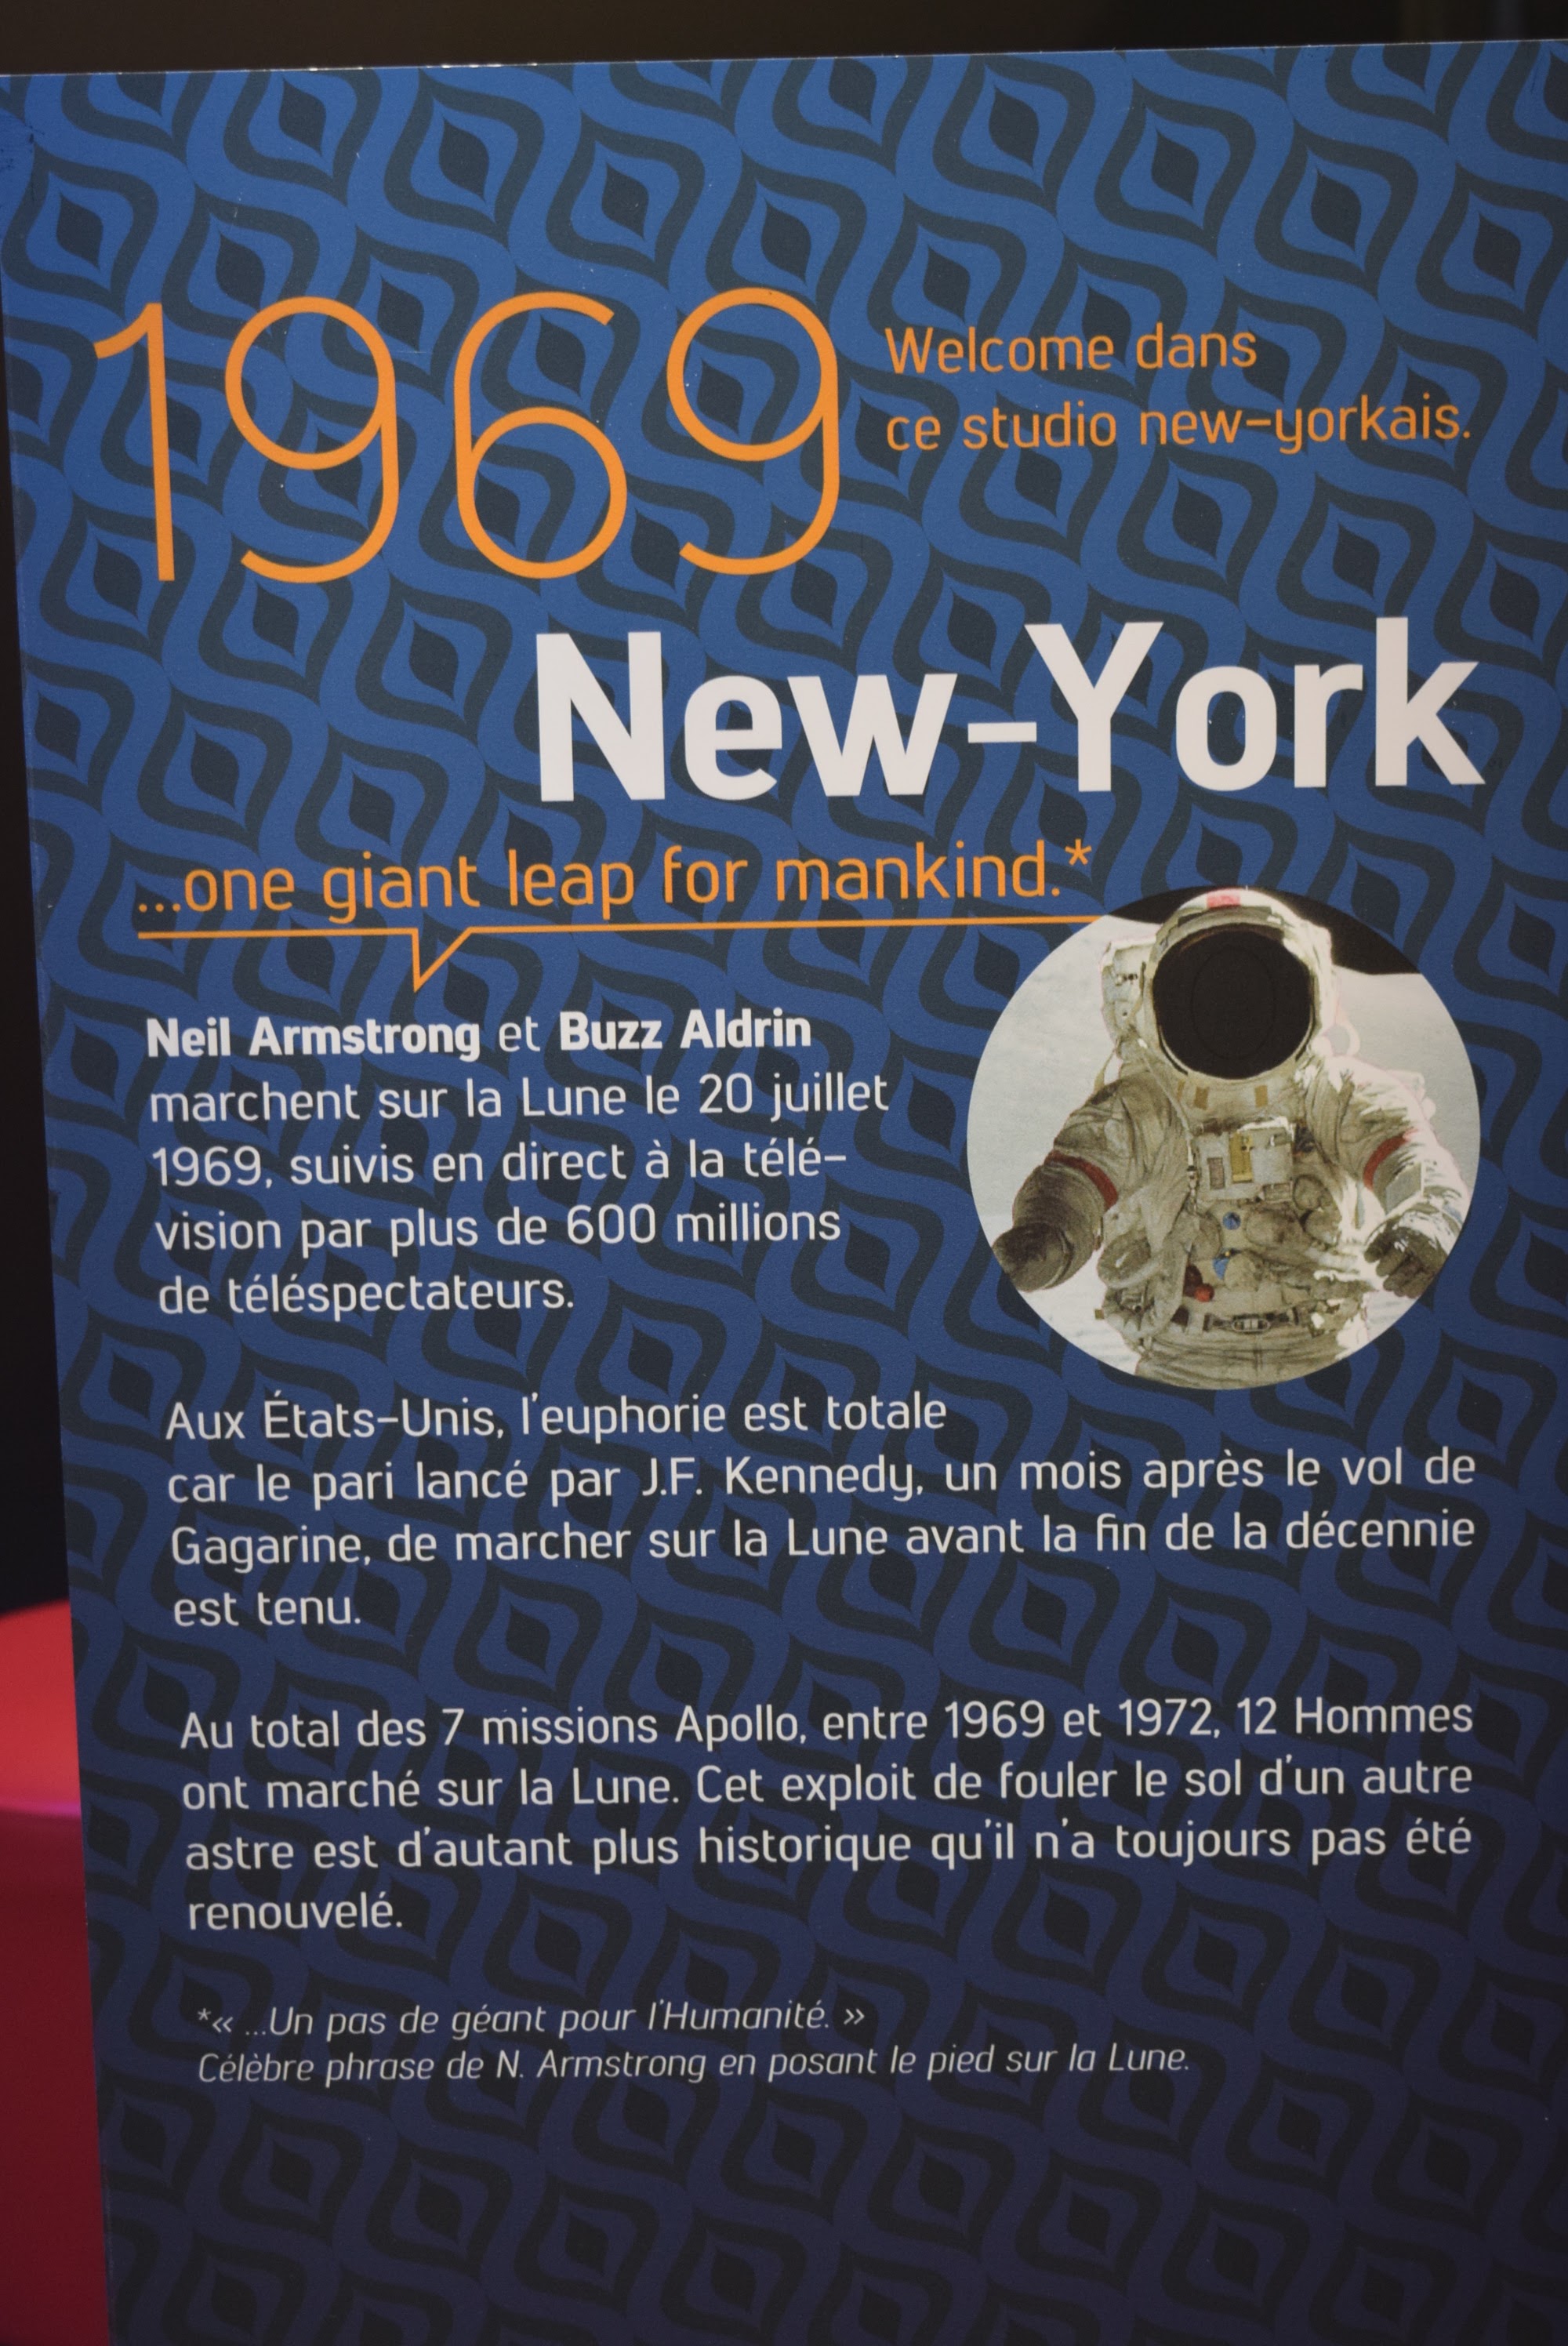 1969
Welcome dans
ce studio new-yorkais.
New-York
...one giant leap for mankind.*
Neil Armstrong et Buzz Aldrin
marchent sur la Lune le 20 juillet
1969, suivis en direct à la télé-
vision par plus de 600 millions
de téléspectateurs.
Aux États-Unis, l'euphorie est totale
car le pari lancé par J.F. Kennedy, un mois après le vol de
Gagarine, de marcher sur la Lune avant la fin de la décennie
est tenu.
Au total des 7 missions Apollo, entre 1969 et 1972, 12 Hommes
ont marché sur la Lune. Cet exploit de fouler le sol d'un autre
astre est d'autant plus historique qu'il n'a toujours pas été
renouvelé.
*« ...Un pas de géant pour l'Humanité. »
Célèbre phrase de N. Armstrong en posant le pied sur la Lune.